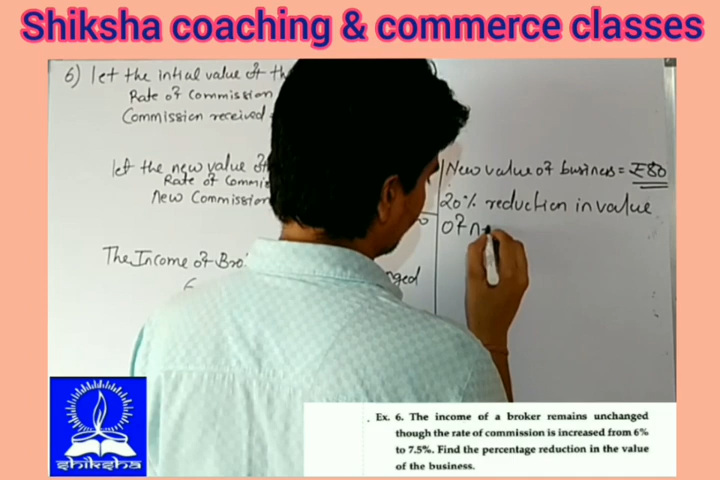 Shiksha coaching & commerce classes
6) let the intial value of th
Rate of Commission
Commission received
let the new value of
Rate of Commi
New Commission
The Income of Bro
nged
New value of business = ₹80
20% reduction in value
of n
shiksha
Ex. 6. The income of a broker remains unchanged
though the rate of commission is increased from 6%
to 7.5%. Find the percentage reduction in the value
of the business.